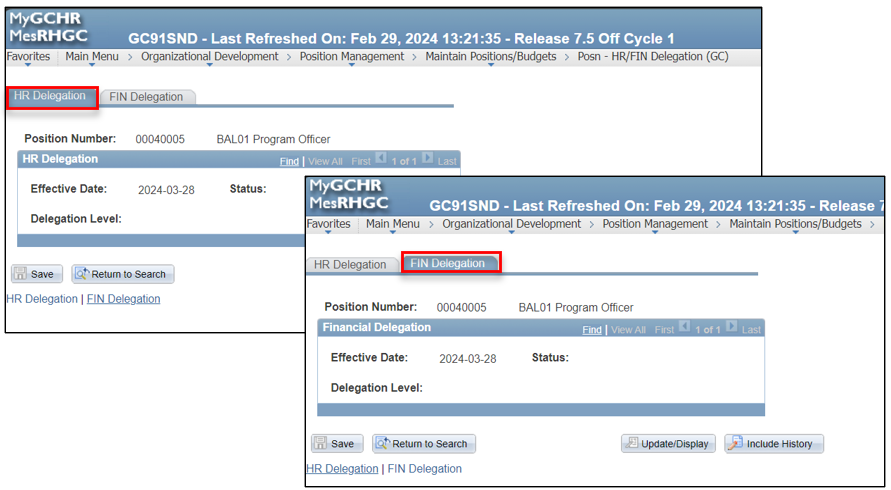 MyGCHR
MesRHGC
GC91SND - Last Refreshed On: Feb 29, 2024 13:21:35 - Release 7.5 Off Cycle 1
Favorites Main Menu > Organizational Development > Position Management > Maintain Positions/Budgets > Posn - HR/FIN Delegation (GC)
HR Delegation FIN Delegation
Position Number: 00040005 BAL01 Program Officer
HR Delegation Find | View All First 1 of 1 Last
Effective Date: 2024-03-28 Status:
Delegation Level:
Save Return to Search
HR Delegation | FIN Delegation
MyGCHR
MesRHGC
GC91SND - Last Refreshed On: Feb 29, 2024 13:21:35 - Release 7
Favorites Main Menu > Organizational Development > Position Management > Maintain Positions/Budgets >
HR Delegation FIN Delegation
Position Number: 00040005 BAL01 Program Officer
Financial Delegation Find | View All First 1 of 1 Last
Effective Date: 2024-03-28 Status:
Delegation Level:
Save Return to Search Update/Display Include History
HR Delegation | FIN Delegation